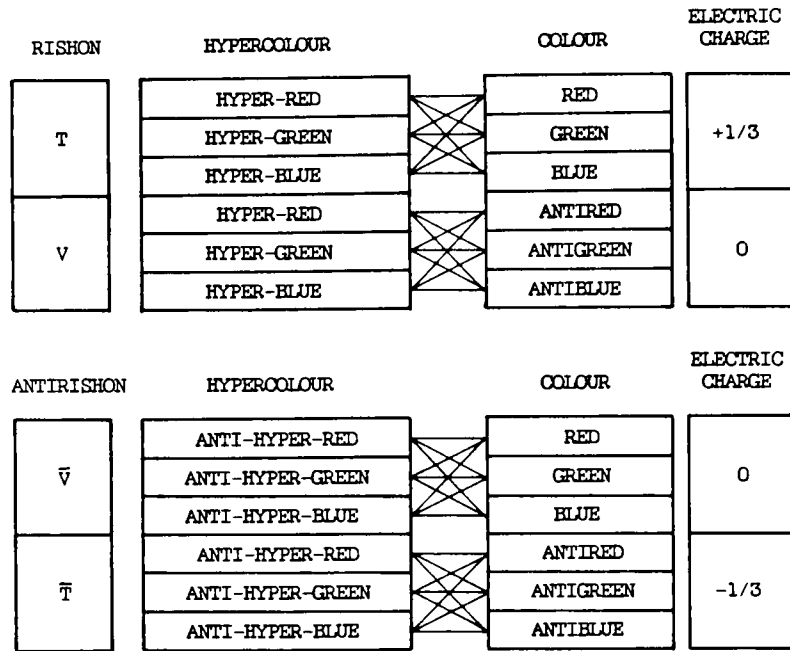 RISHON HYPERCOLOUR COLOUR ELECTRIC CHARGE
T HYPER-RED RED +1/3
HYPER-GREEN GREEN
HYPER-BLUE BLUE
V HYPER-RED ANTIRED 0
HYPER-GREEN ANTIGREEN
HYPER-BLUE ANTIBLUE
ANTIRISHON HYPERCOLOUR COLOUR ELECTRIC CHARGE
V̄ ANTI-HYPER-RED RED 0
ANTI-HYPER-GREEN GREEN
ANTI-HYPER-BLUE BLUE
T̄ ANTI-HYPER-RED ANTIRED -1/3
ANTI-HYPER-GREEN ANTIGREEN
ANTI-HYPER-BLUE ANTIBLUE